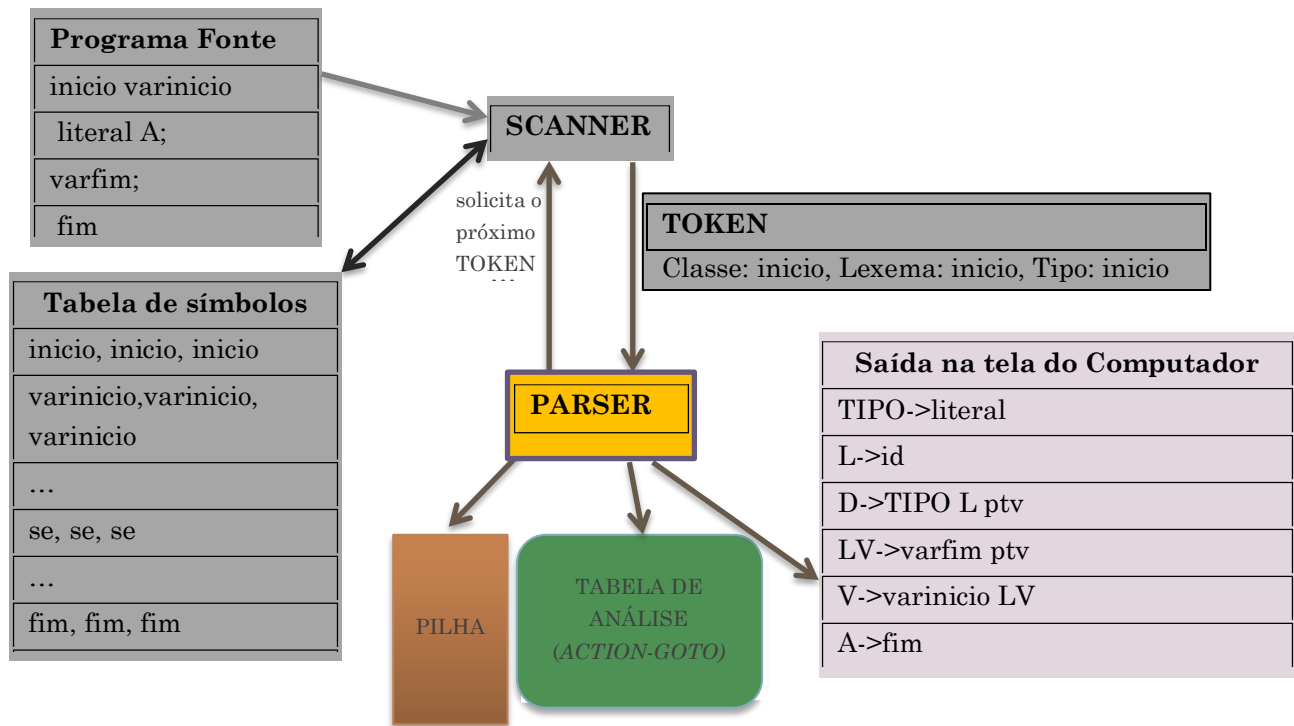 Programa Fonte
inicio varinicio
literal A;
varfim;
fim
SCANNER
solicita o
próximo
TOKEN
...
TOKEN
Classe: inicio, Lexema: inicio, Tipo: inicio
Tabela de símbolos
inicio, inicio, inicio
varinicio,varinicio,
varinicio
…
se, se, se
…
fim, fim, fim
PARSER
Saída na tela do Computador
TIPO->literal
L->id
D->TIPO L ptv
LV->varfim ptv
V->varinicio LV
A->fim
PILHA
TABELA DE
ANÁLISE
(ACTION-GOTO)